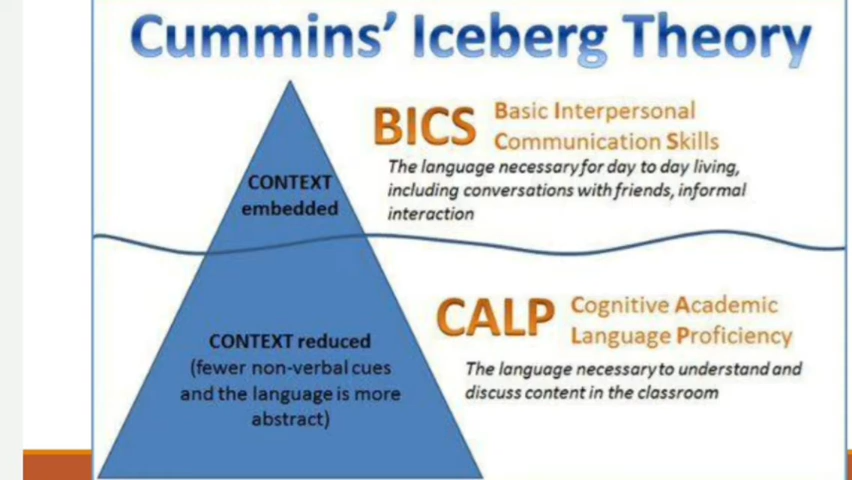 Cummins' Iceberg Theory
BICS
Basic Interpersonal
Communication Skills
The language necessary for day to day living,
including conversations with friends, informal
interaction
CONTEXT
embedded
CALP
Cognitive Academic
Language Proficiency
The language necessary to understand and
discuss content in the classroom
CONTEXT reduced
(fewer non-verbal cues
and the language is more
abstract)